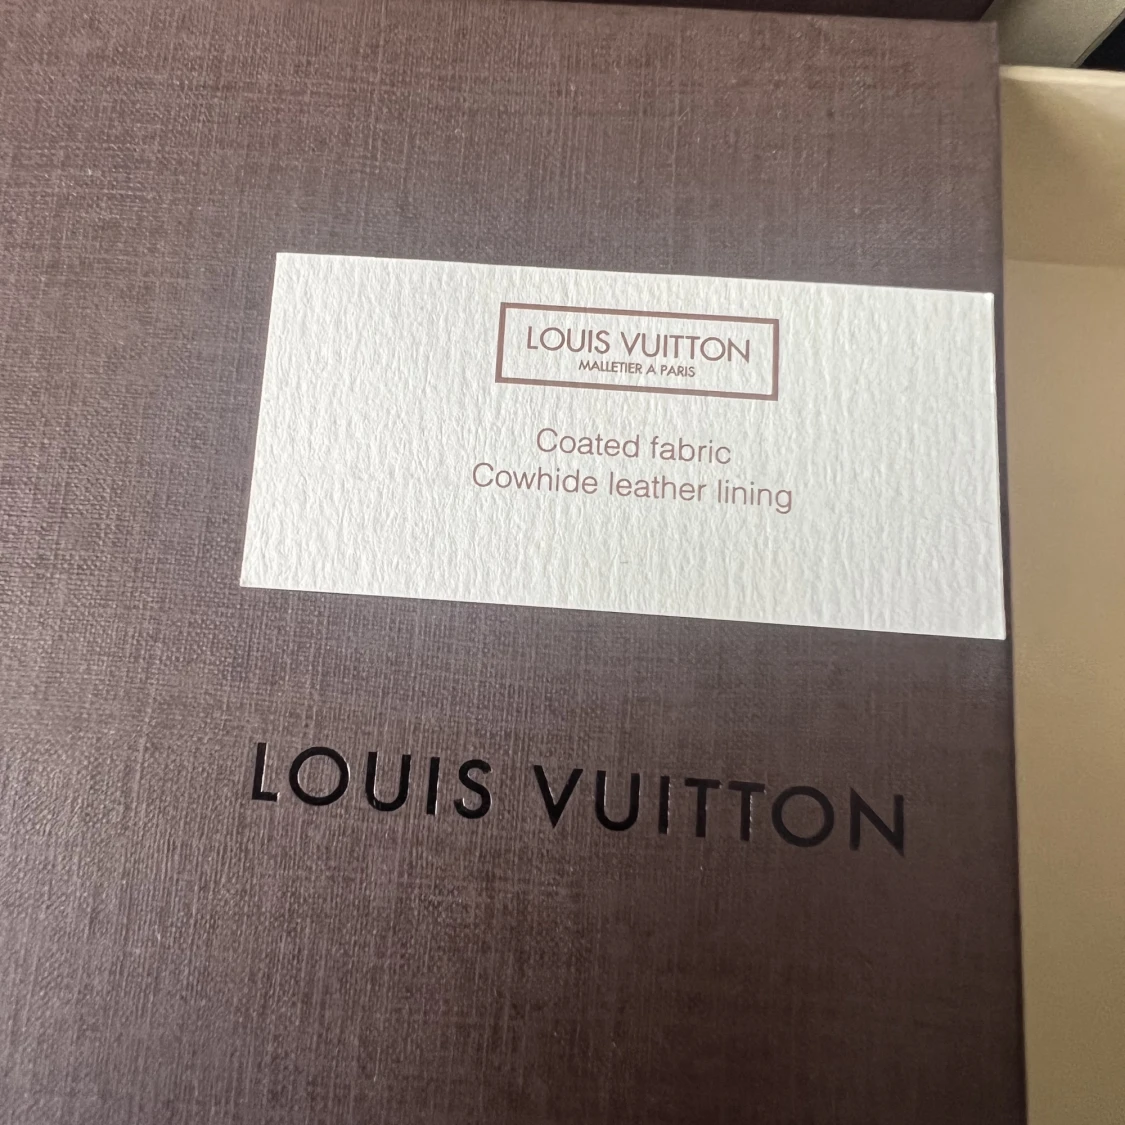 LOUIS VUITTON
MALLETIER A PARIS
Coated fabric
Cowhide leather lining
LOUIS VUITTON